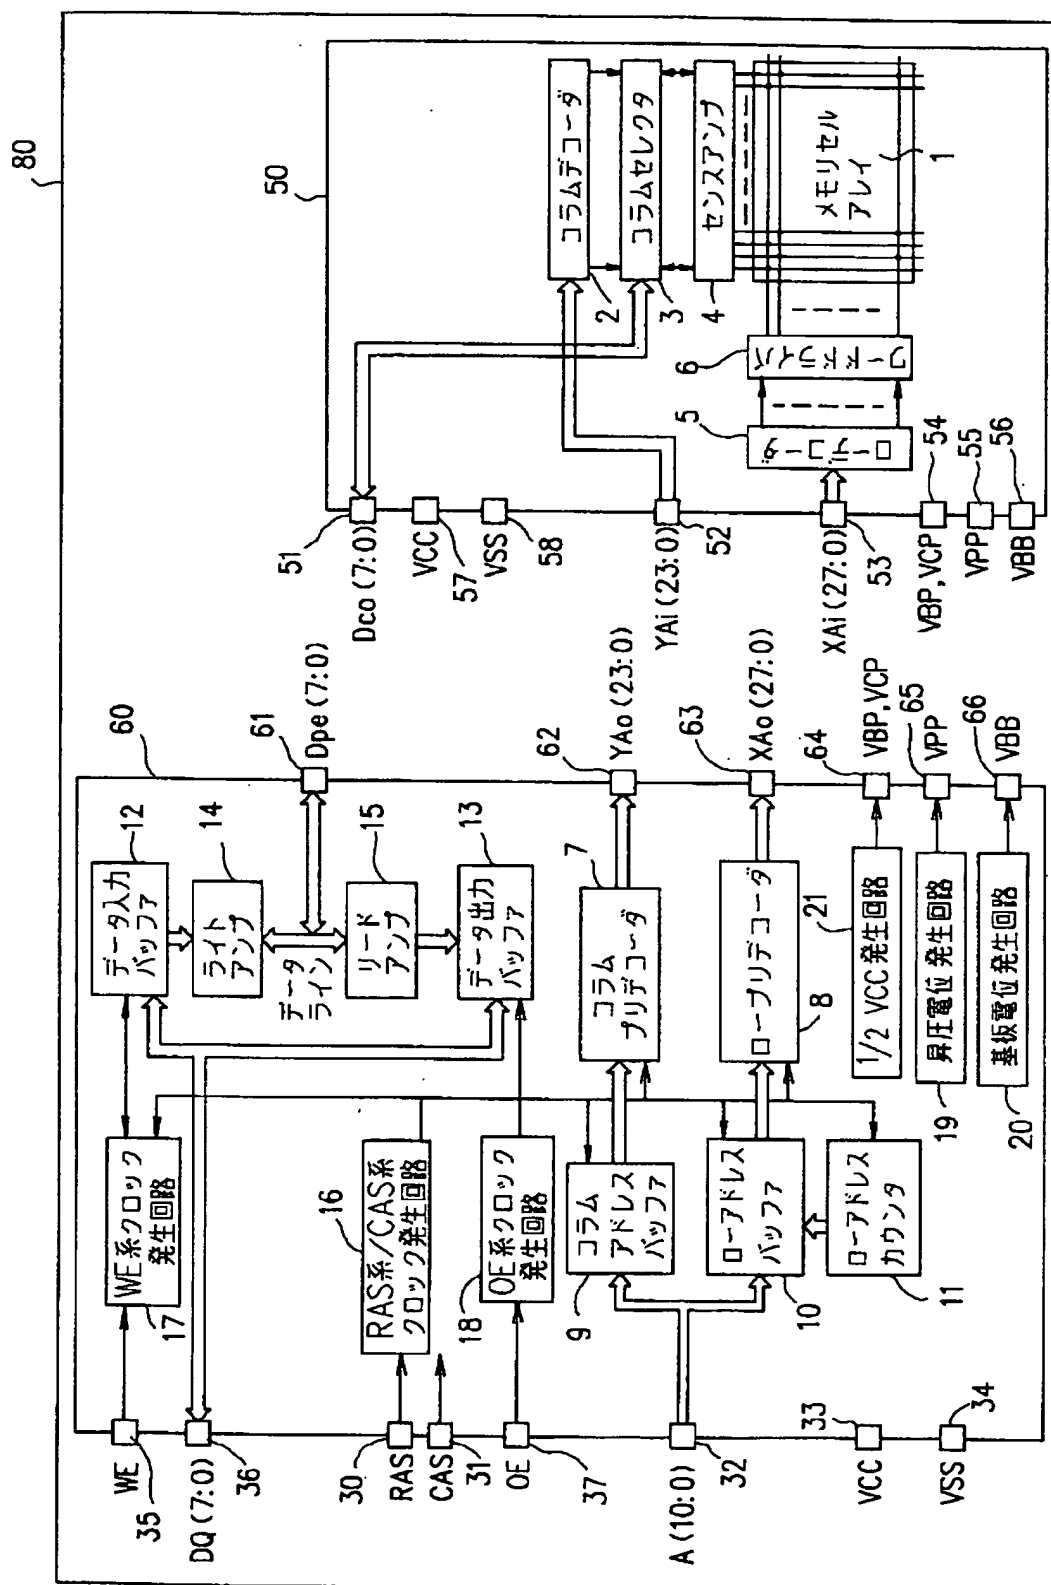 80
60
50
WE
35
DQ (7:0)
36
RAS
30
CAS
31
OE
37
A (10:0)
32
VCC
33
VSS
34
WE系クロック
発生回路
17
RAS系/CAS系
クロック発生回路
16
OE系クロック
発生回路
18
コラム
アドレス
バッファ
9
ローアドレス
バッファ
10
ローアドレス
カウンタ
11
データ入力
バッファ
12
ライト
アンプ
14
データ
ライン
リード
アンプ
15
データ出力
バッファ
13
コラム
プリデコーダ
7
ロープリデコーダ
8
1/2 VCC発生回路
21
昇圧電位発生回路
19
基板電位発生回路
20
61
Dpe (7:0)
62
YAo (23:0)
63
XAo (27:0)
64
VBP,VCP
65
VPP
66
VBB
51
Dco (7:0)
VCC
57
VSS
58
YAi (23:0)
52
XAi (27:0)
53
VBP,VCP
54
VPP
55
VBB
56
コラムデコーダ
2
コラムセレクタ
3
センスアンプ
4
ローデコーダ
5
ワードドライバ
6
メモリセル
アレイ
1